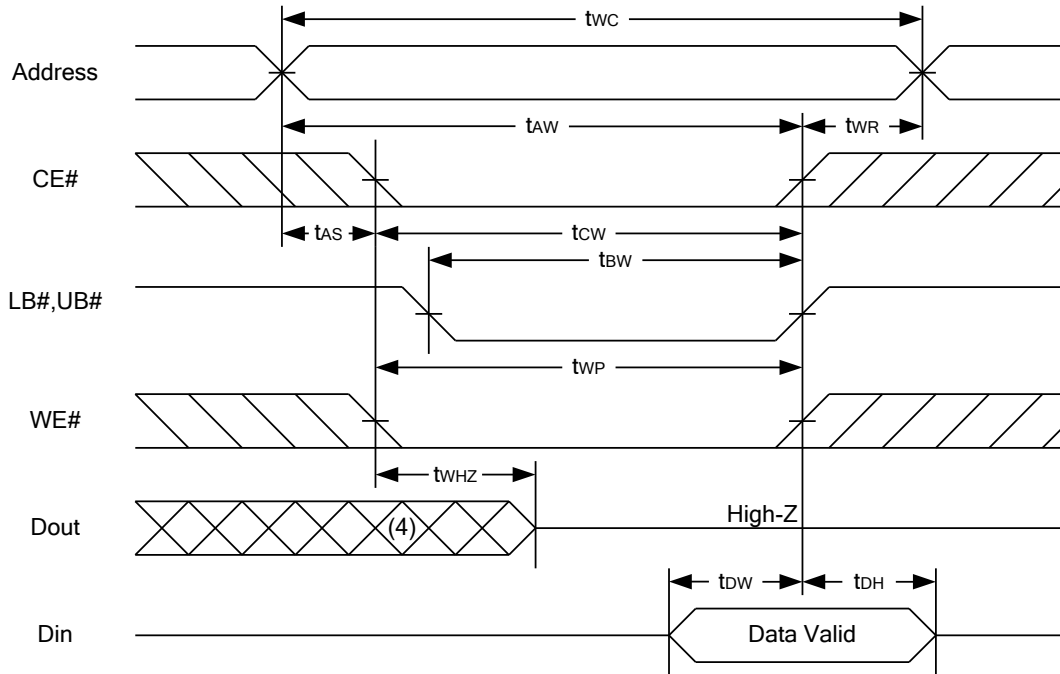 tWC
Address
tAW
tWR
CE#
tAS
tCW
tBW
LB#,UB#
tWP
WE#
tWHZ
Dout
(4)
High-Z
tDW
tDH
Din
Data Valid